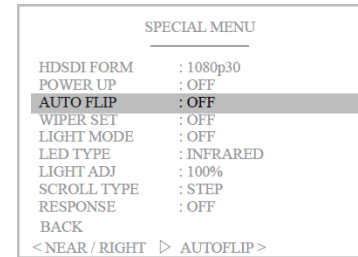 SPECIAL MENU
HDSDI FORM : 1080p30
POWER UP : OFF
AUTO FLIP : OFF
WIPER SET : OFF
LIGHT MODE : OFF
LED TYPE : INFRARED
LIGHT ADJ : 100%
SCROLL TYPE : STEP
RESPONSE : OFF
BACK
< NEAR / RIGHT ▷ AUTOFLIP >